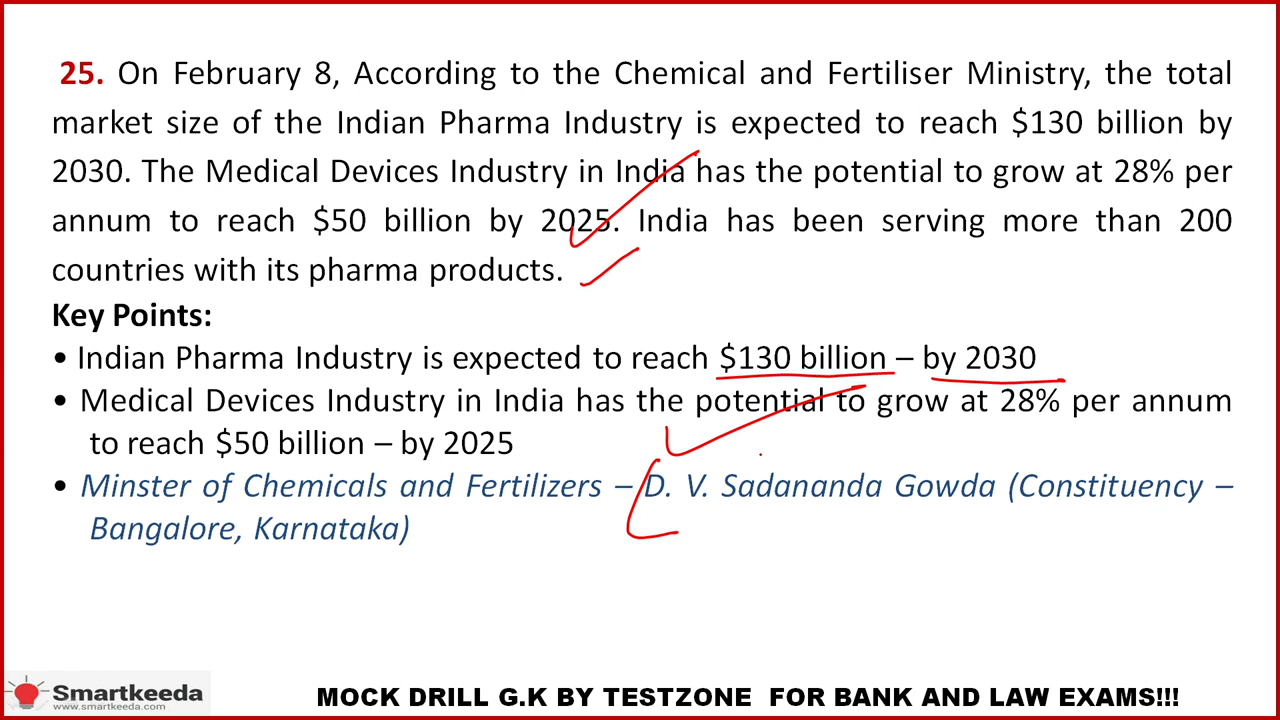 25. On February 8, According to the Chemical and Fertiliser Ministry, the total
market size of the Indian Pharma Industry is expected to reach $130 billion by
2030. The Medical Devices Industry in India has the potential to grow at 28% per
annum to reach $50 billion by 2025. India has been serving more than 200
countries with its pharma products.
Key Points:
• Indian Pharma Industry is expected to reach $130 billion – by 2030
• Medical Devices Industry in India has the potential to grow at 28% per annum
to reach $50 billion – by 2025
• Minster of Chemicals and Fertilizers – D. V. Sadananda Gowda (Constituency –
Bangalore, Karnataka)
Smartkeeda
www.smartkeeda.com
MOCK DRILL G.K BY TESTZONE FOR BANK AND LAW EXAMS!!!